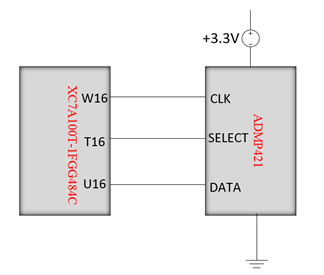 +3.3V
XC7A100T-1FGG484C
W16
T16
U16
CLK
SELECT
DATA
ADMP421